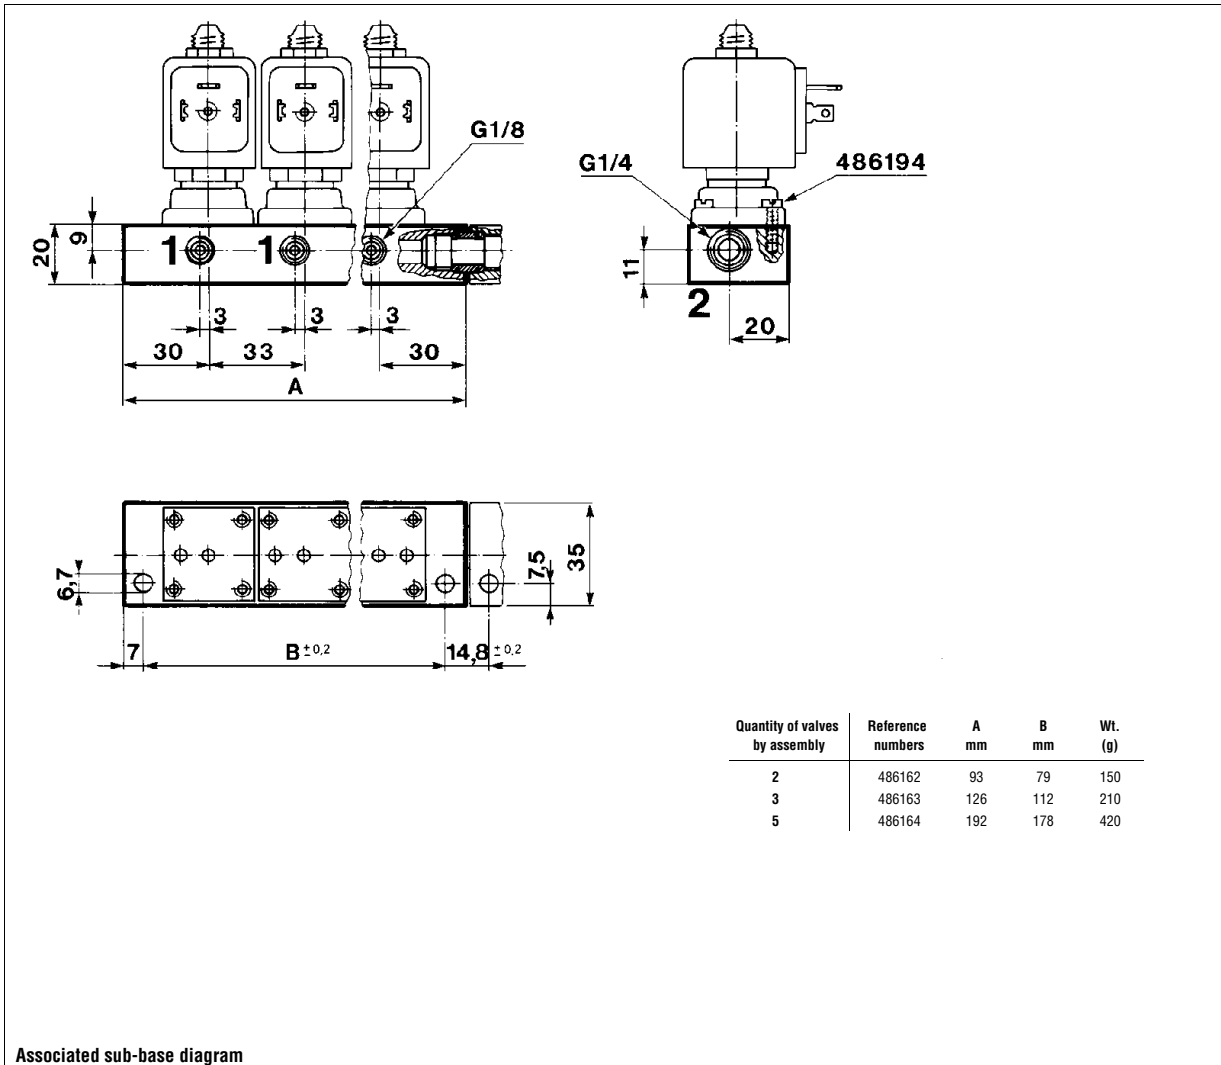 G1/8
20
9
1
1
3
3
3
30
33
30
A
G1/4
486194
11
2
20
6,7
7
B ±0,2
14,8 ±0,2
7,5
35
Quantity of valves by assembly | Reference numbers | A mm | B mm | Wt. (g)
2 486162 93 79 150
3 486163 126 112 210
5 486164 192 178 420
Associated sub-base diagram